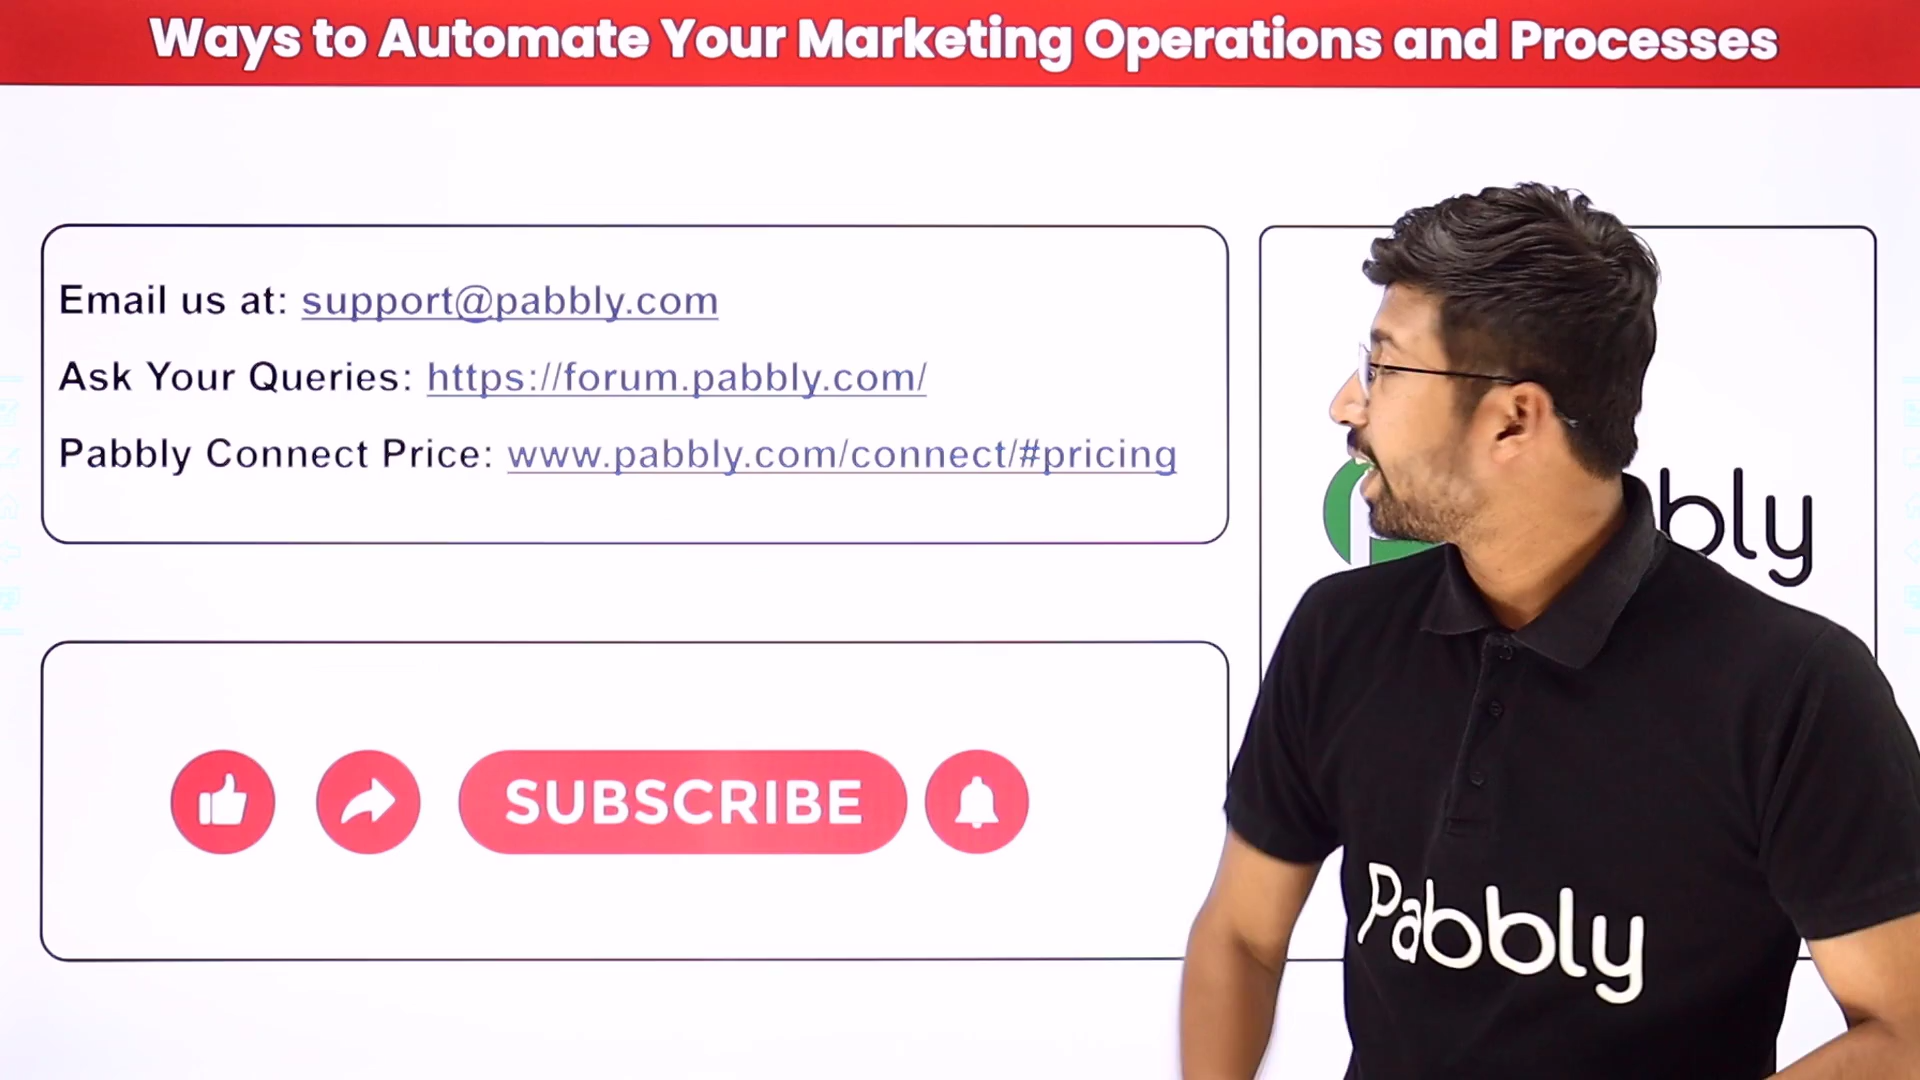 Ways to Automate Your Marketing Operations and Processes
Email us at: support@pabbly.com
Ask Your Queries: https://forum.pabbly.com/
Pabbly Connect Price: www.pabbly.com/connect/#pricing
bbly
SUBSCRIBE
Pabbly